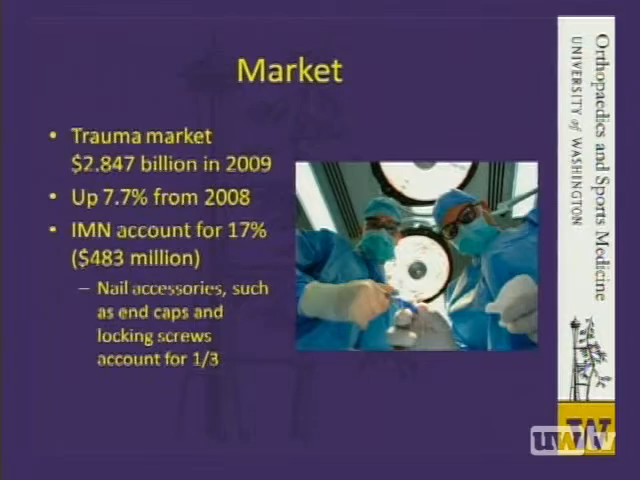 Market
• Trauma market
$2.847 billion in 2009
• Up 7.7% from 2008
• IMN account for 17%
($483 million)
– Nail accessories, such
as end caps and
locking screws
account for 1/3
Orthopaedics and Sports Medicine
UNIVERSITY of WASHINGTON
W
uwtv